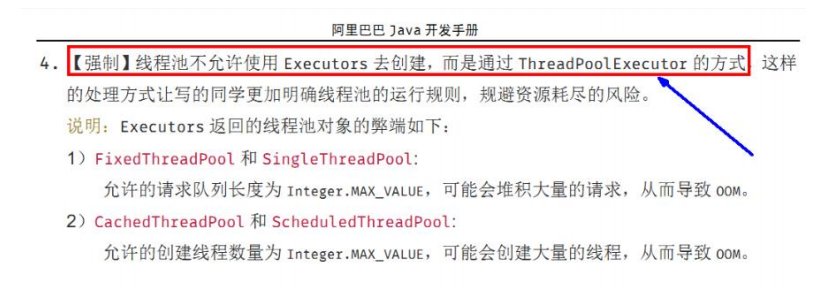 阿里巴巴 Java 开发手册
4. 【强制】线程池不允许使用 Executors 去创建，而是通过 ThreadPoolExecutor 的方式，这样
的处理方式让写的同学更加明确线程池的运行规则，规避资源耗尽的风险。
说明：Executors 返回的线程池对象的弊端如下：
1）FixedThreadPool 和 SingleThreadPool:
允许的请求队列长度为 Integer.MAX_VALUE，可能会堆积大量的请求，从而导致 OOM。
2）CachedThreadPool 和 ScheduledThreadPool:
允许的创建线程数量为 Integer.MAX_VALUE，可能会创建大量的线程，从而导致 OOM。